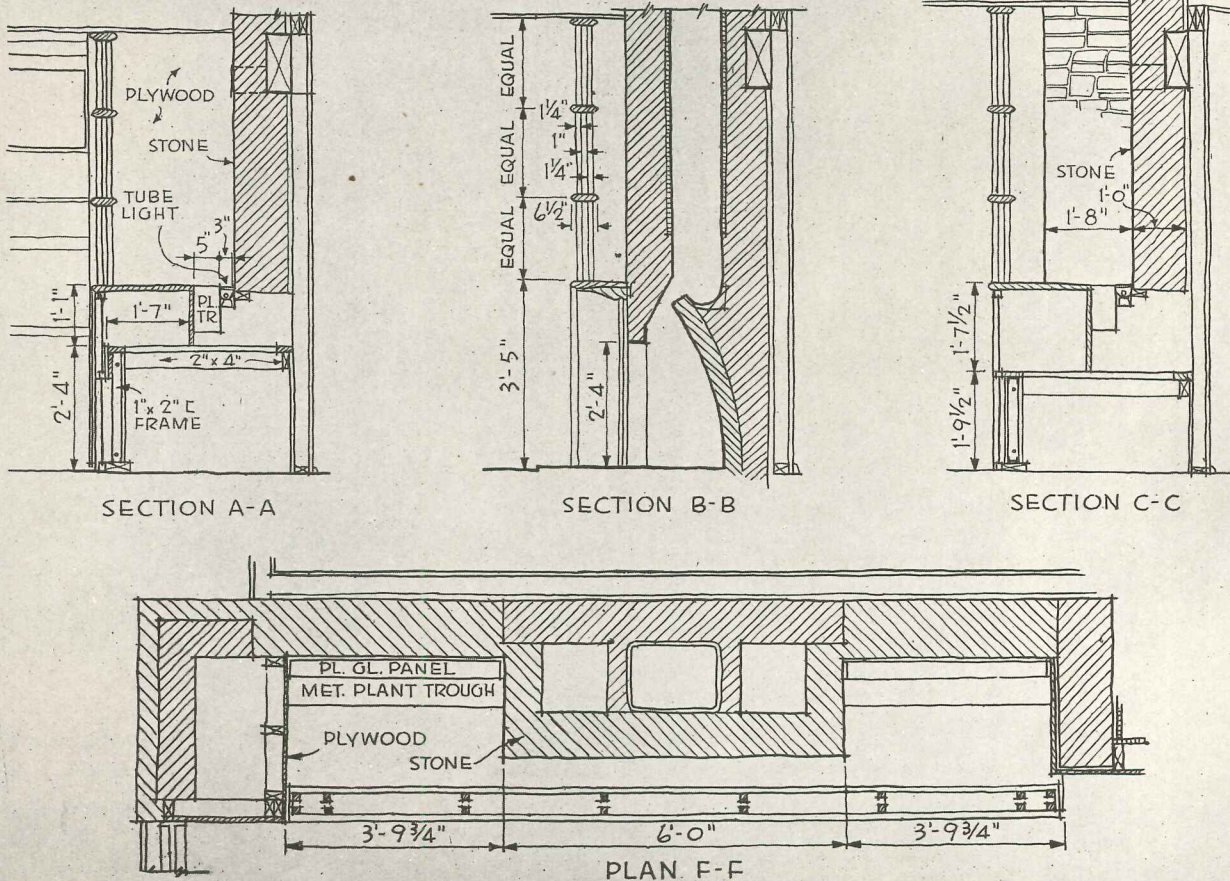 PLYWOOD
STONE
TUBE
LIGHT
5"
3"
1'-1"
1'-7"
PL.
TR
2'-4"
2" x 4"
1" x 2" C
FRAME
SECTION A-A
EQUAL
EQUAL
EQUAL
1¼"
1"
1¼"
6½"
3'-5"
2'-4"
SECTION B-B
STONE
1'-0"
1'-8"
1'-7½"
1'-9½"
SECTION C-C
PL. GL. PANEL
MET. PLANT TROUGH
PLYWOOD
STONE
3'-9¾"
6'-0"
3'-9¾"
PLAN F-F